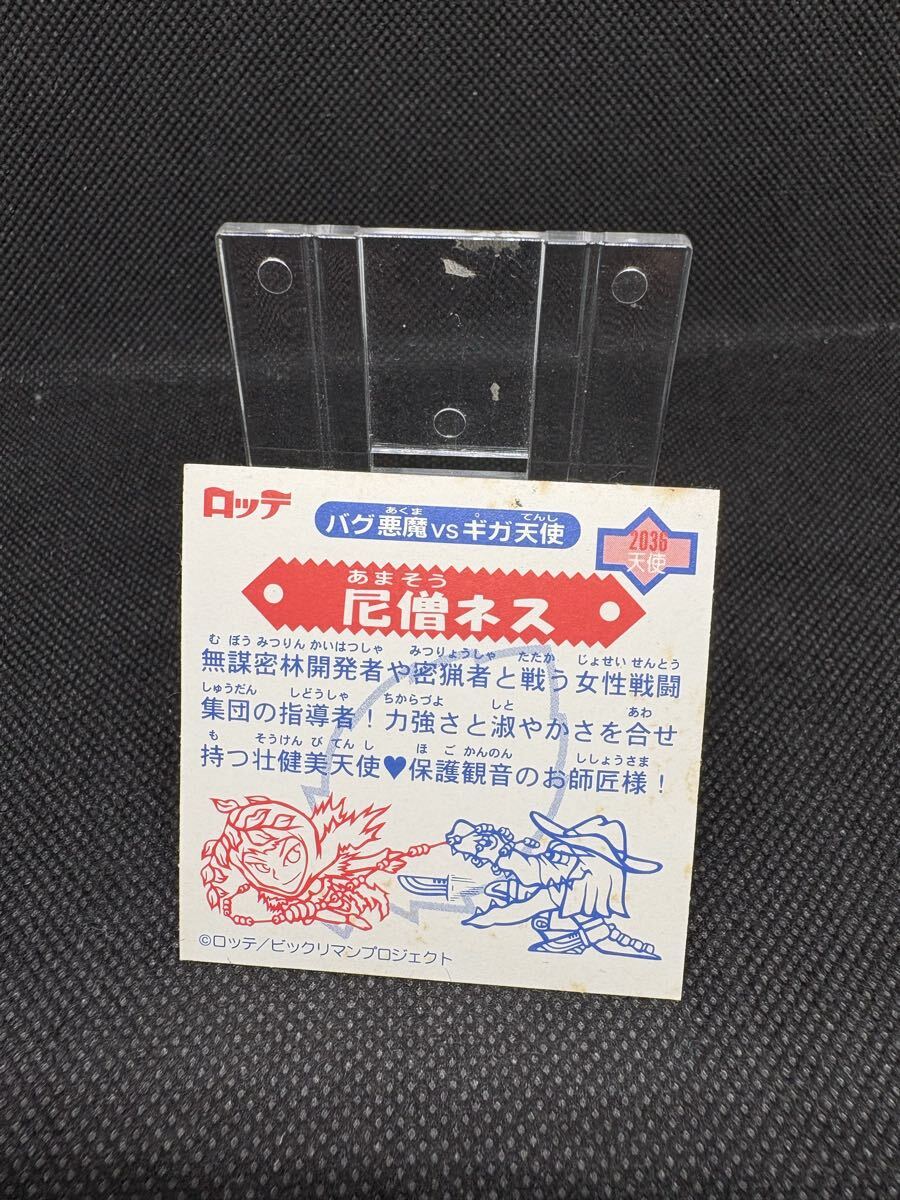 ロッテ
あくま てんし
バグ悪魔vsギガ天使
2036
天使
あまそう
尼僧ネス
むぼうみつりんかいはつしゃ みつりょうしゃ たたか じょせいせんとう
無謀密林開発者や密猟者と戦う女性戦闘
しゅうだん しどうしゃ ちからづよ しと あわ
集団の指導者！力強さと淑やかさを合せ
も そうけんびてんし ほごかんのん ししょうさま
持つ壮健美天使♥保護観音のお師匠様！
©ロッテ/ビックリマンプロジェクト